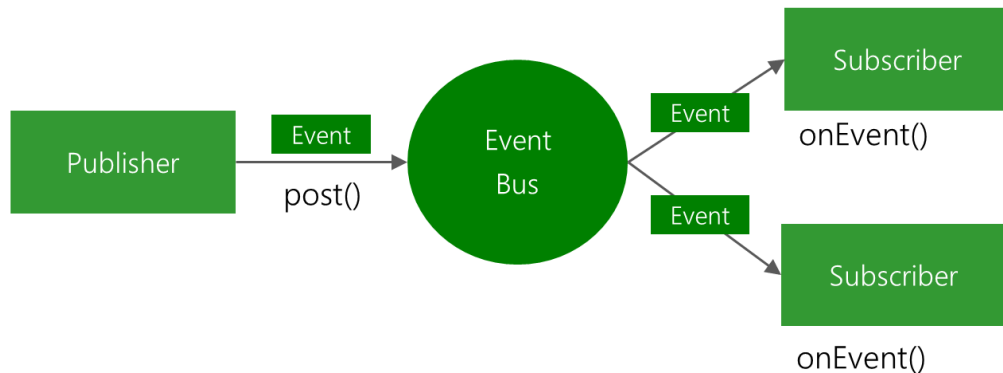 Publisher
Event
post()
Event
Bus
Event
Event
Subscriber
onEvent()
Subscriber
onEvent()